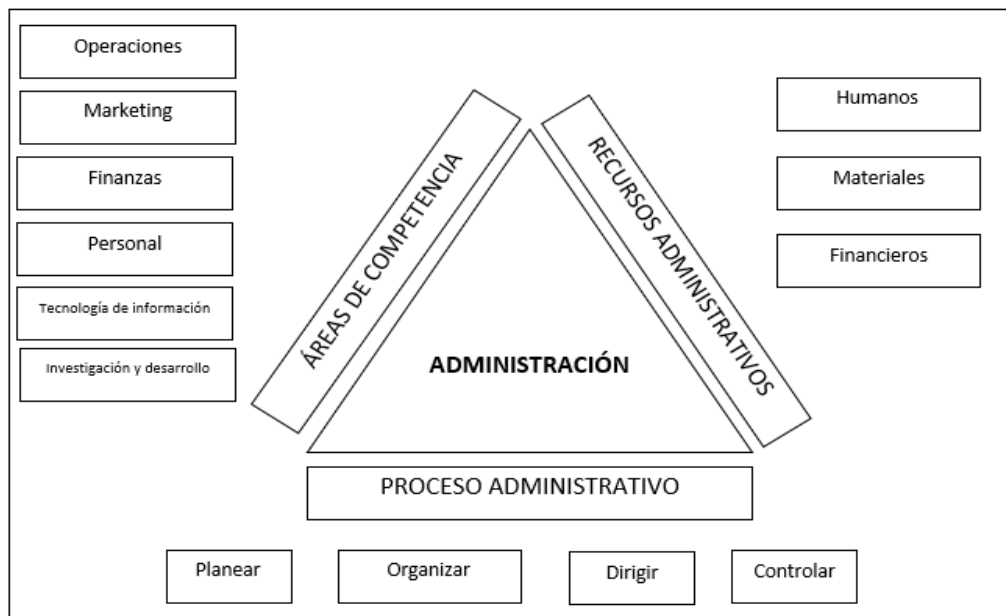 Operaciones
Marketing
Finanzas
Personal
Tecnología de información
Investigación y desarrollo
ÁREAS DE COMPETENCIA
RECURSOS ADMINISTRATIVOS
Humanos
Materiales
Financieros
ADMINISTRACIÓN
PROCESO ADMINISTRATIVO
Planear
Organizar
Dirigir
Controlar